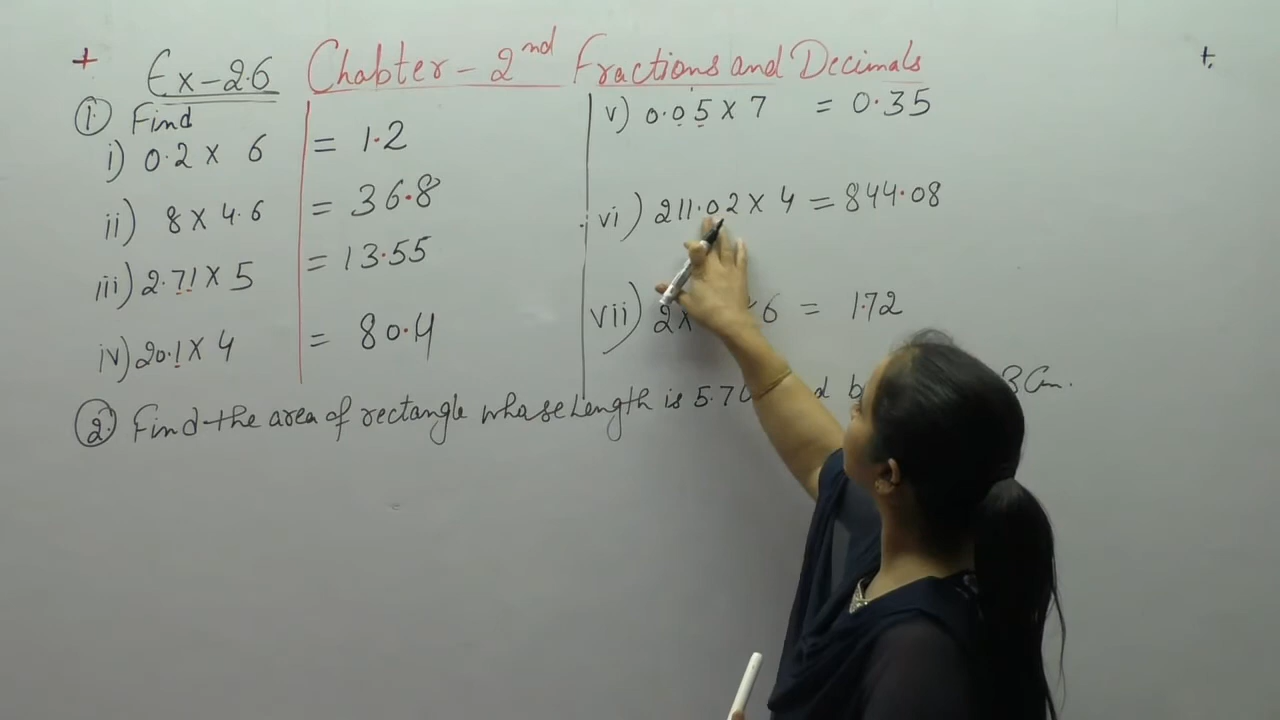 Ex-2.6 Chabter-2nd Fractions and Decimals
① Find
i) 0.2 x 6 = 1.2
ii) 8 x 4.6 = 36.8
iii) 2.71 x 5 = 13.55
iv) 20.1 x 4 = 80.4
v) 0.05 x 7 = 0.35
vi) 211.02 x 4 = 844.08
vii) 2x 6 = 1.72
② Find the area of rectangle whose Length is 5.7 3 Cm.